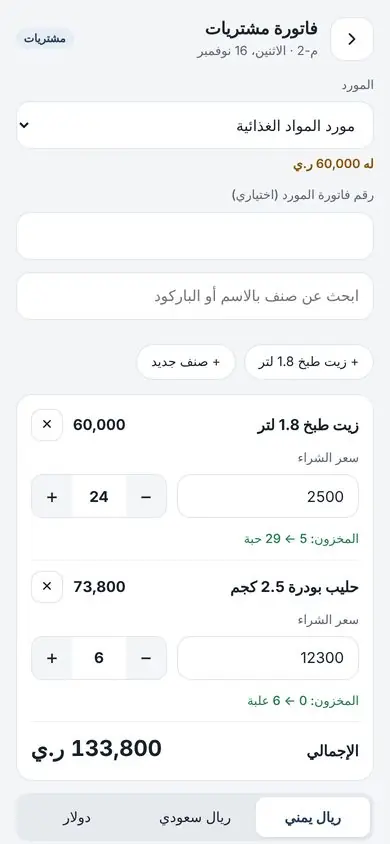 فاتورة مشتريات
مشتريات
م-2 · الاثنين، 16 نوفمبر
المورد
مورد المواد الغذائية
له 60,000 ر.ي
رقم فاتورة المورد (اختياري)
ابحث عن صنف بالاسم أو الباركود
+ زيت طبخ 1.8 لتر
+ صنف جديد
زيت طبخ 1.8 لتر 60,000 ×
سعر الشراء
2500 − 24 +
المخزون: 5 ← 29 حبة
حليب بودرة 2.5 كجم 73,800 ×
سعر الشراء
12300 − 6 +
المخزون: 0 ← 6 علبة
الإجمالي 133,800 ر.ي
ريال يمني ريال سعودي دولار